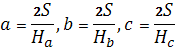 a = 2S/H_a, b = 2S/H_b, c = 2S/H_c